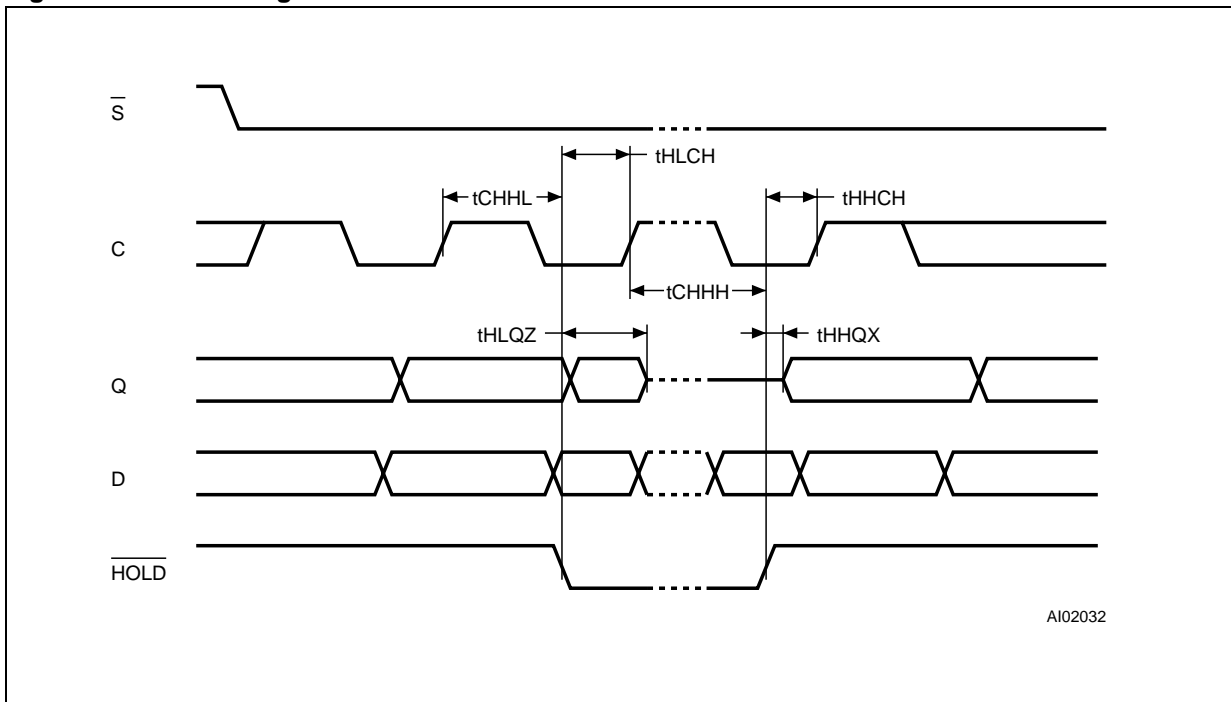 S
tHLCH
tCHHL
tHHCH
C
tCHHH
tHLQZ
tHHQX
Q
D
HOLD
AI02032